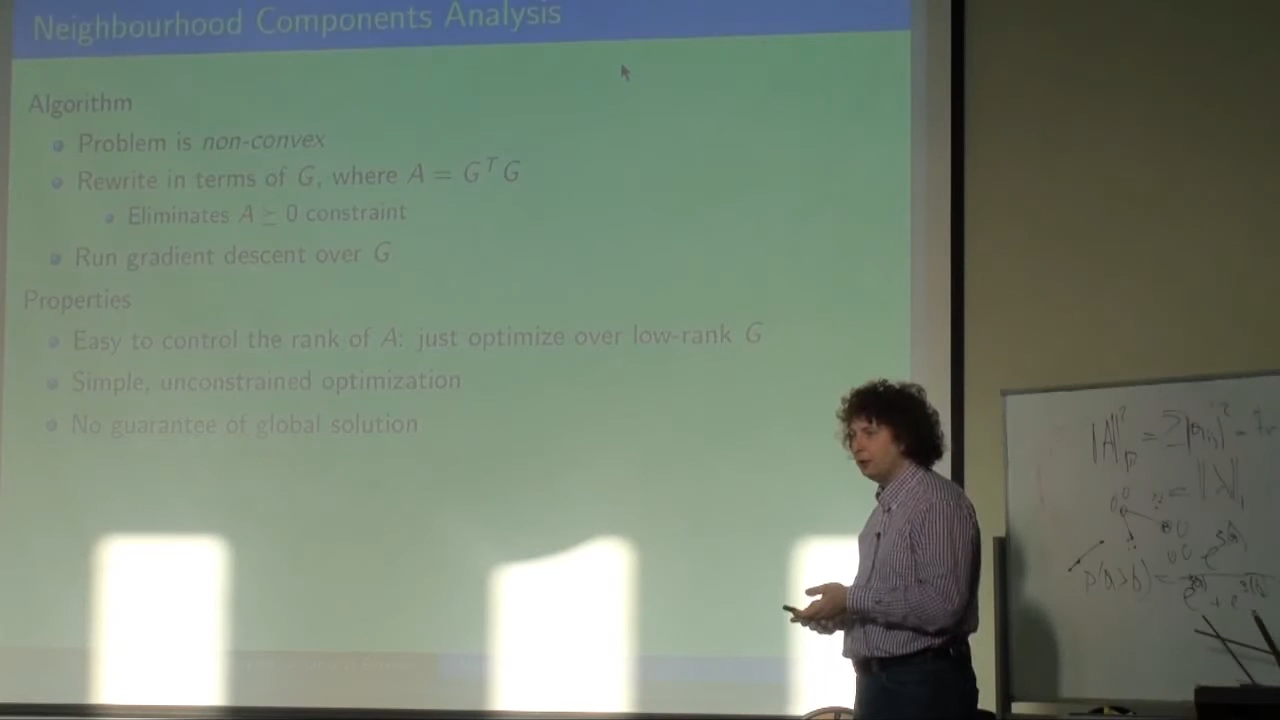 Neighbourhood Components Analysis
Algorithm
Problem is non-convex
Rewrite in terms of G, where A = GᵀG
Eliminates A ⪰ 0 constraint
Run gradient descent over G
Properties
Easy to control the rank of A: just optimize over low-rank G
Simple, unconstrained optimization
No guarantee of global solution